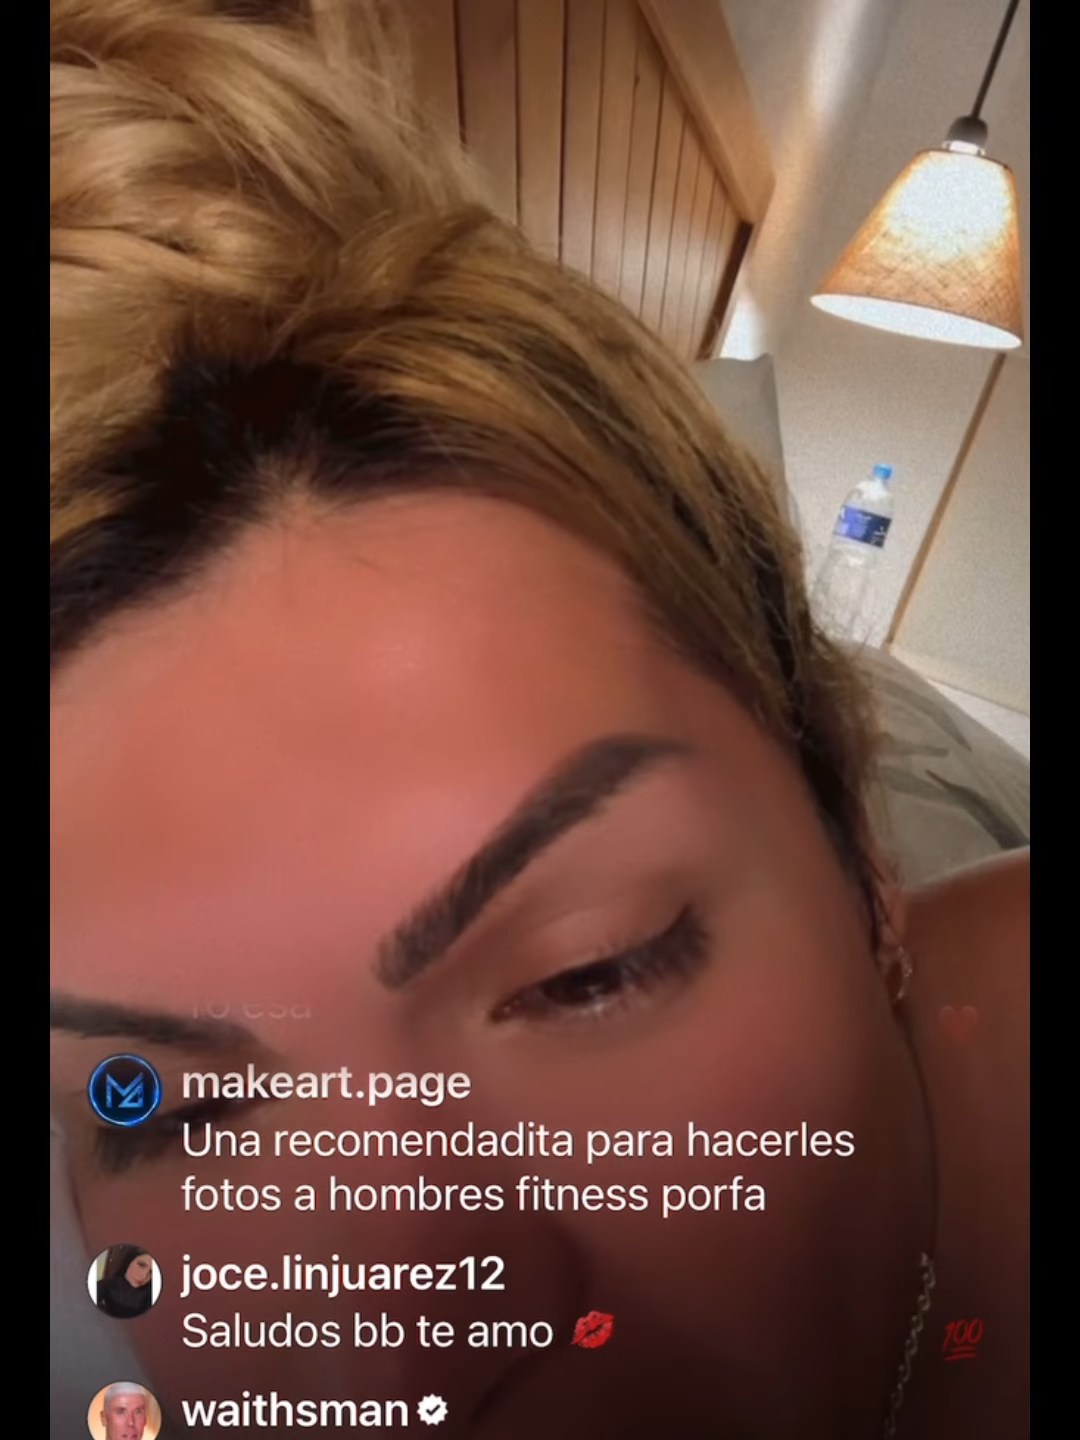 makeart.page
Una recomendadita para hacerles
fotos a hombres fitness porfa
joce.linjuarez12
Saludos bb te amo 💋
💯
waithsman